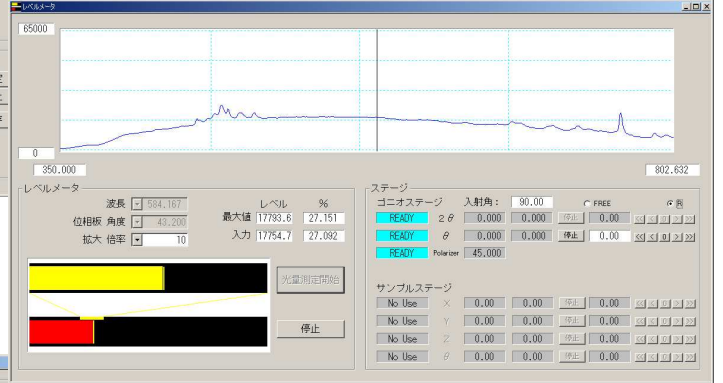 レベルメータ
65000
0
350.000
802.632
レベルメータ
波長 584.167
位相板 角度 43.200
拡大 倍率 10
レベル %
最大値 17793.6 27.151
入力 17754.7 27.092
光量測定開始
停止
ステージ
ゴニオステージ 入射角: 90.00 FREE R
READY 2θ 0.000 0.000 停止 0.00 << < 0 > >>
READY θ 0.000 0.000 停止 0.00 << < 0 > >>
READY Polarizer 45.000
サンプルステージ
No Use X 0.00 0.00 停止 0.00 << < 0 > >>
No Use Y 0.00 0.00 停止 0.00 << < 0 > >>
No Use Z 0.00 0.00 停止 0.00 << < 0 > >>
No Use θ 0.00 0.00 停止 0.00 << < 0 > >>